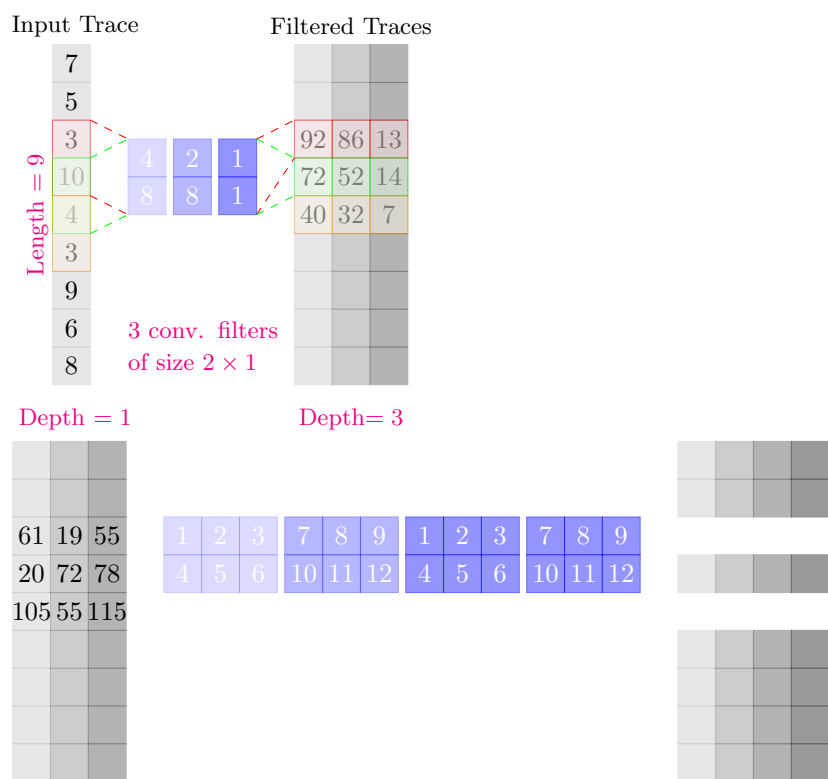 Input Trace
Filtered Traces
7
5
3
10
4
3
9
6
8
Length = 9
4 2 1
8 8 1
92 86 13
72 52 14
40 32 7
3 conv. filters
of size 2 × 1
Depth = 1
Depth= 3
61 19 55
20 72 78
105 55 115
1 2 3 7 8 9 1 2 3 7 8 9
4 5 6 10 11 12 4 5 6 10 11 12